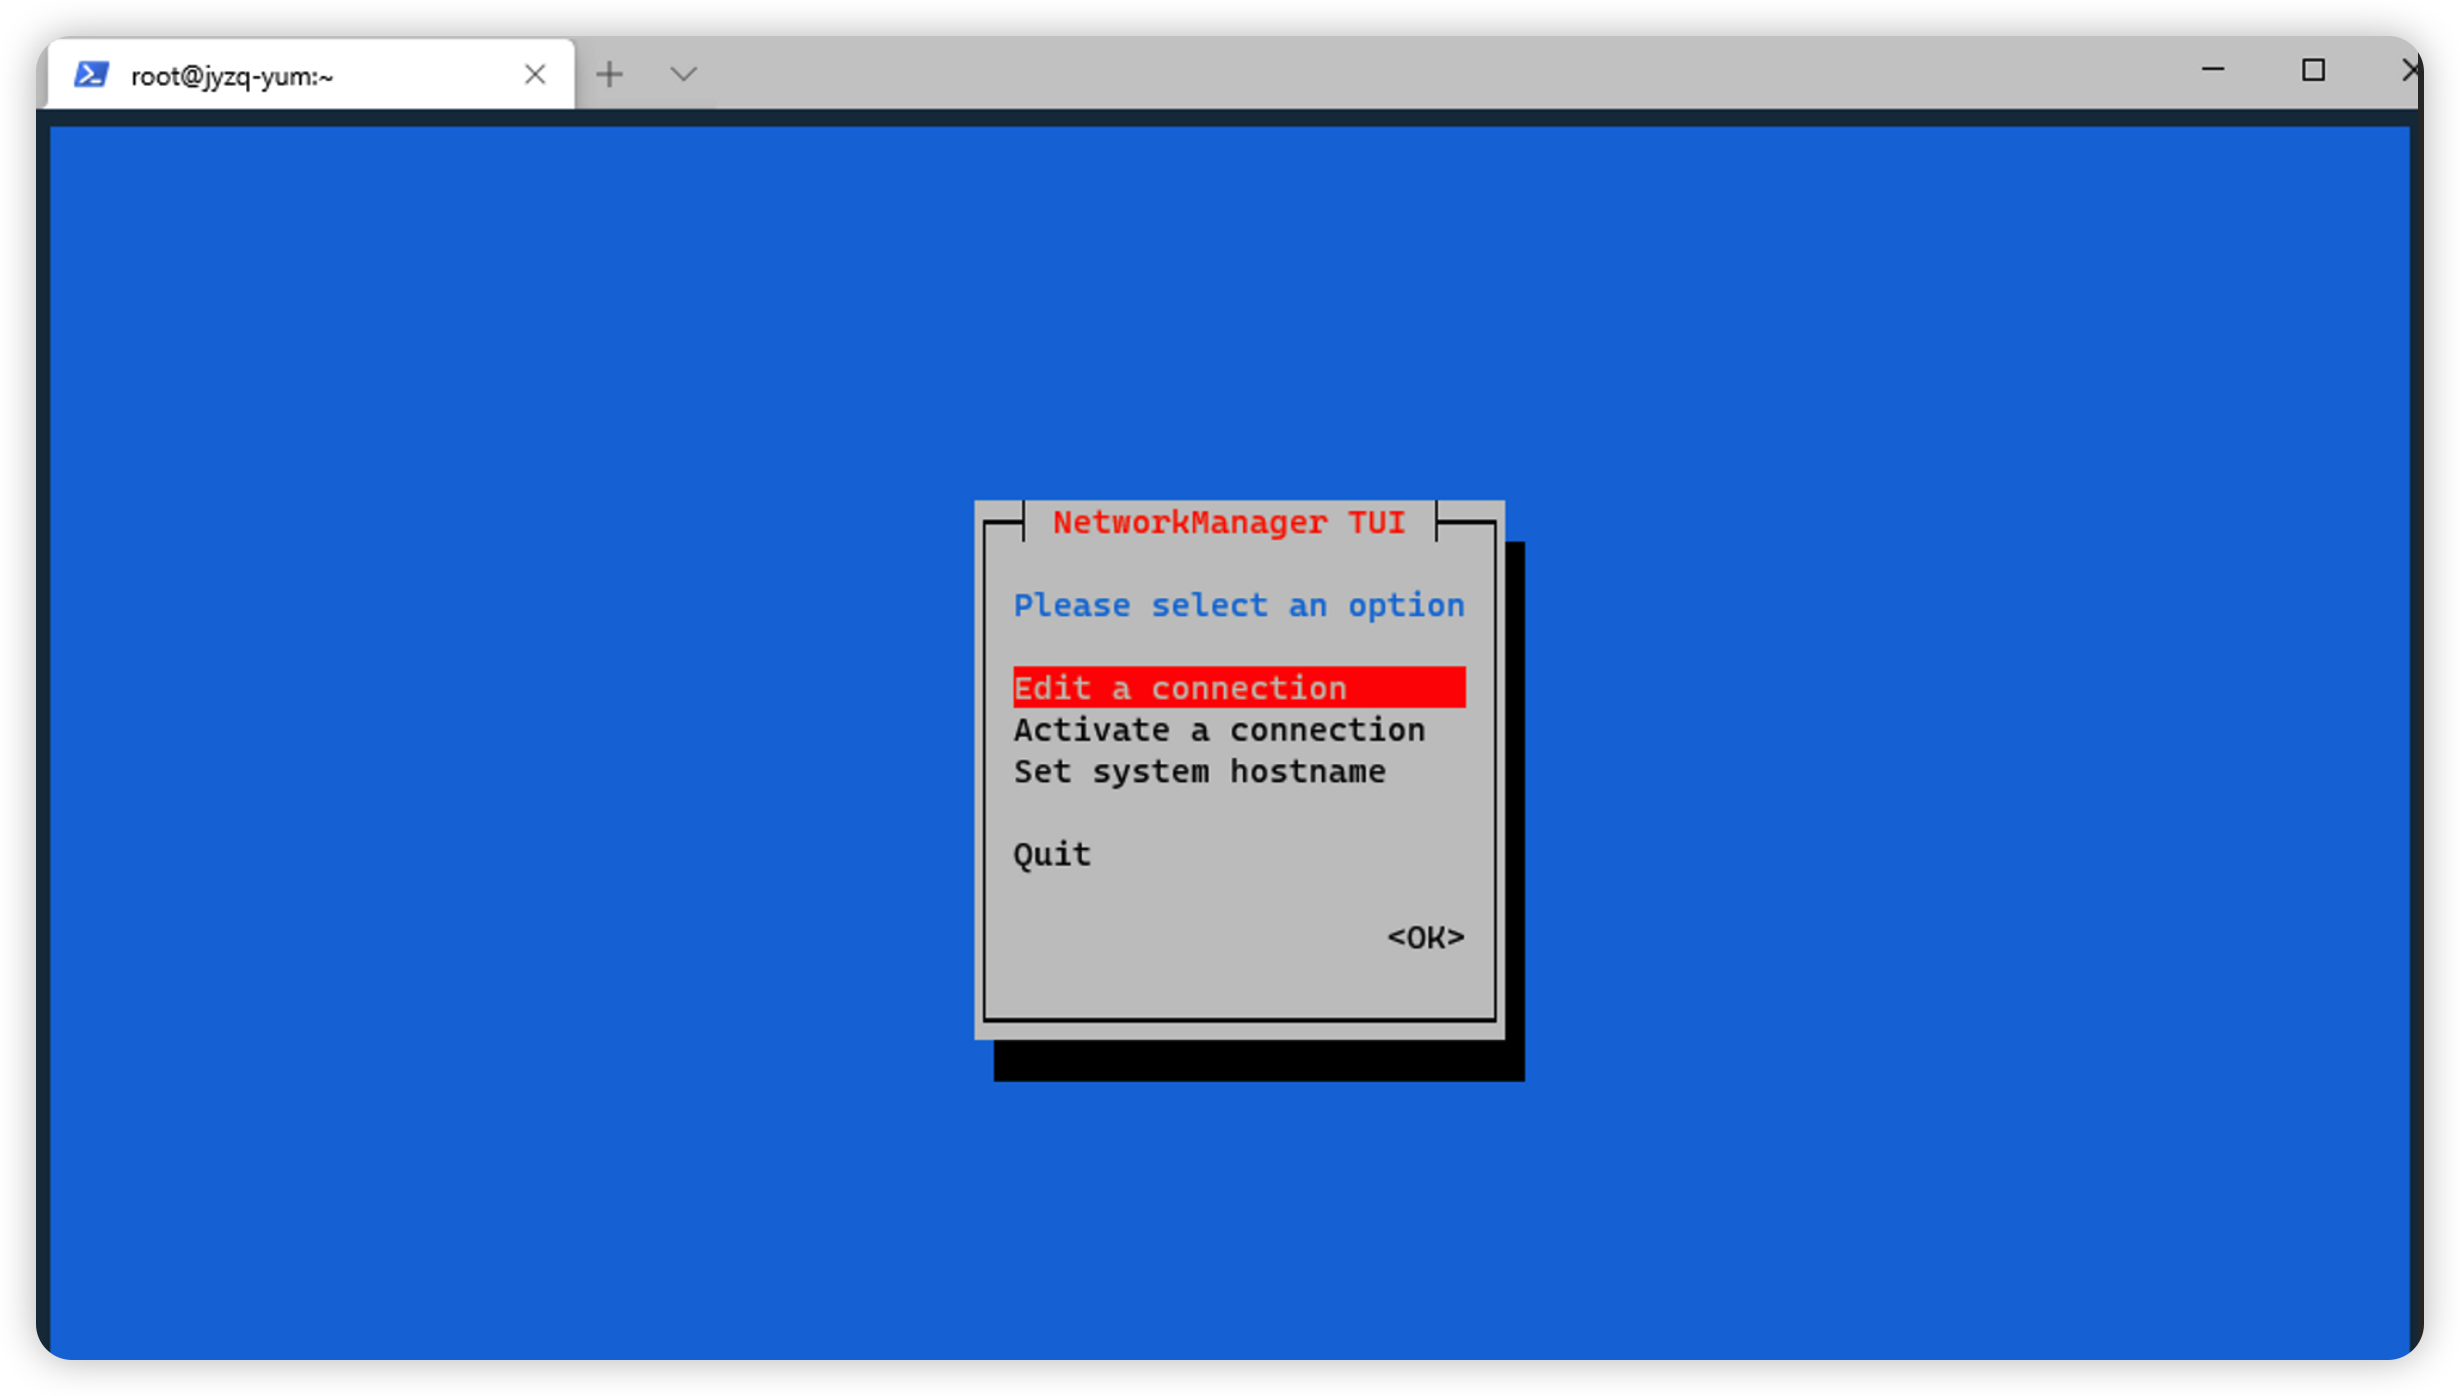 root@jyzq-yum:~
NetworkManager TUI
Please select an option
Edit a connection
Activate a connection
Set system hostname
Quit
<OK>